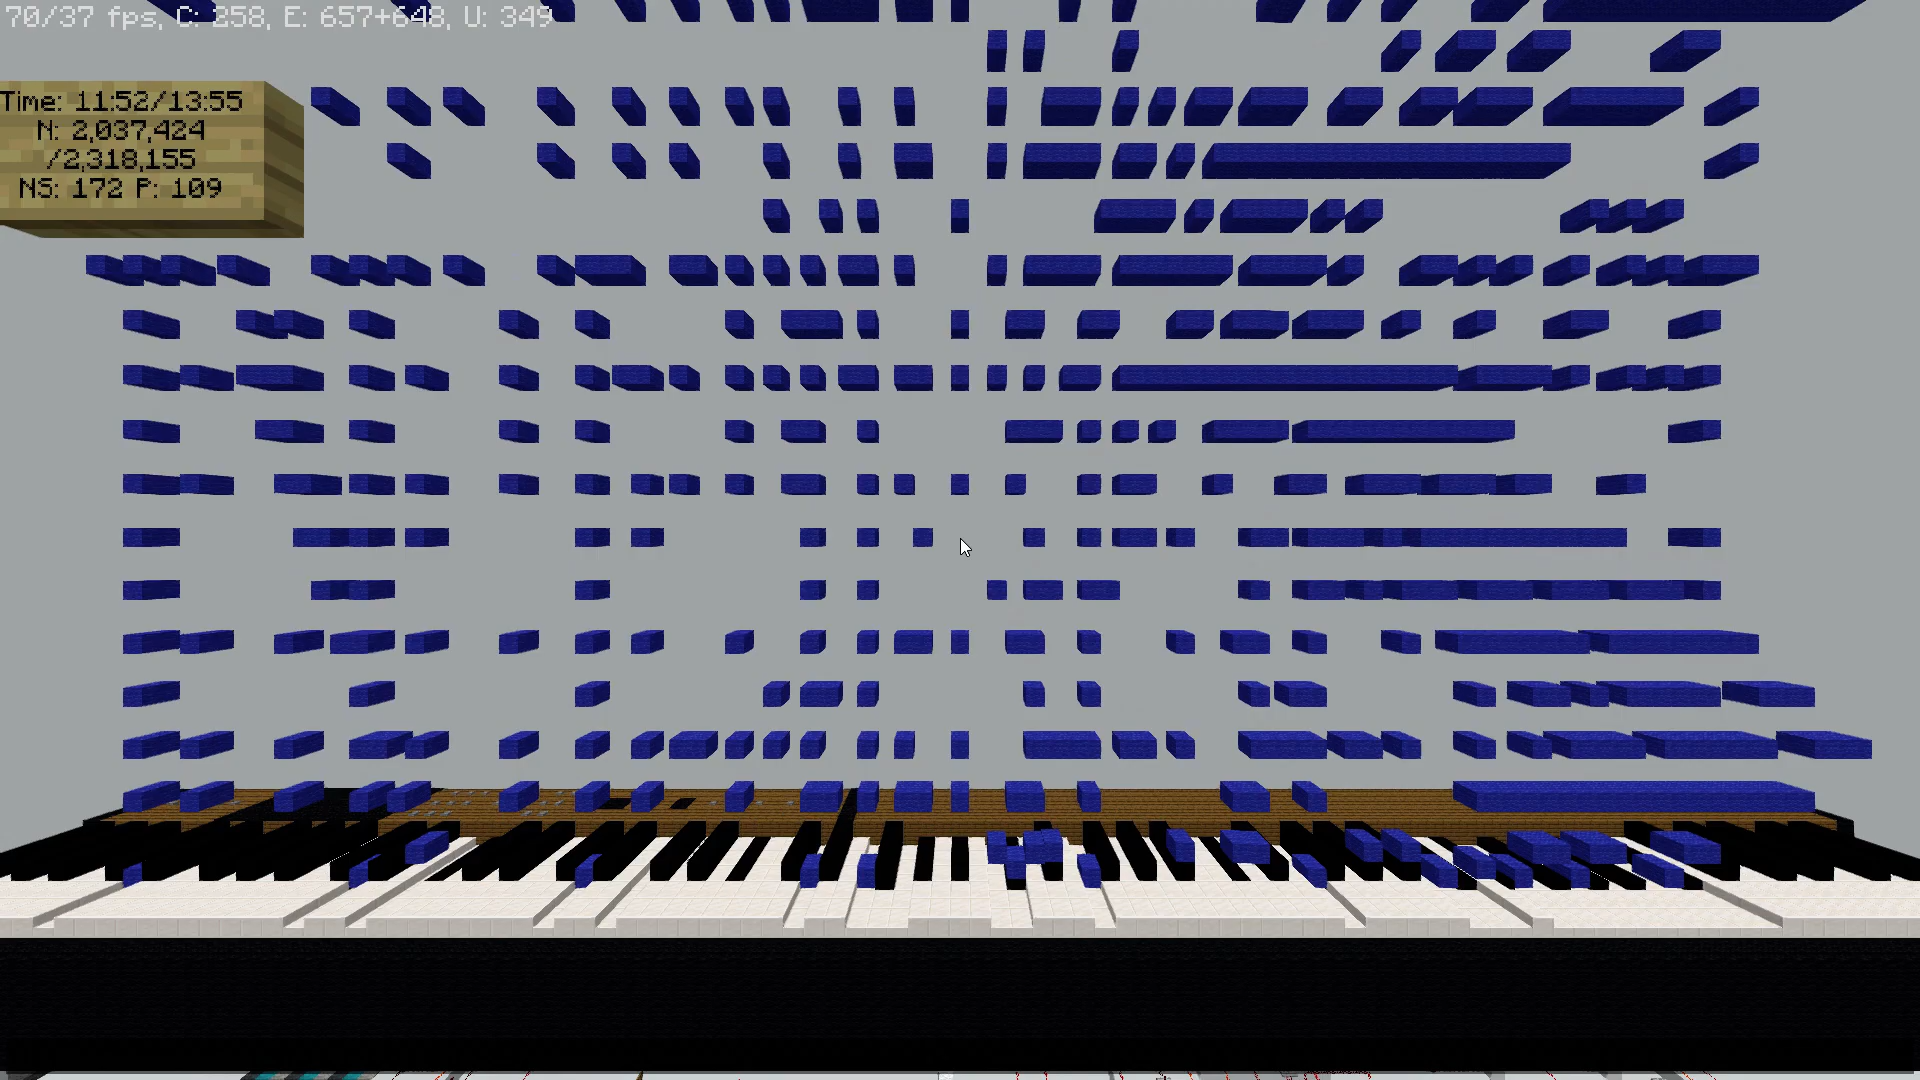 70/37 fps, C: 258, E: 657+648, U: 349
Time: 11:52/13:55
N: 2,037,424
/2,318,155
NS: 172 P: 109